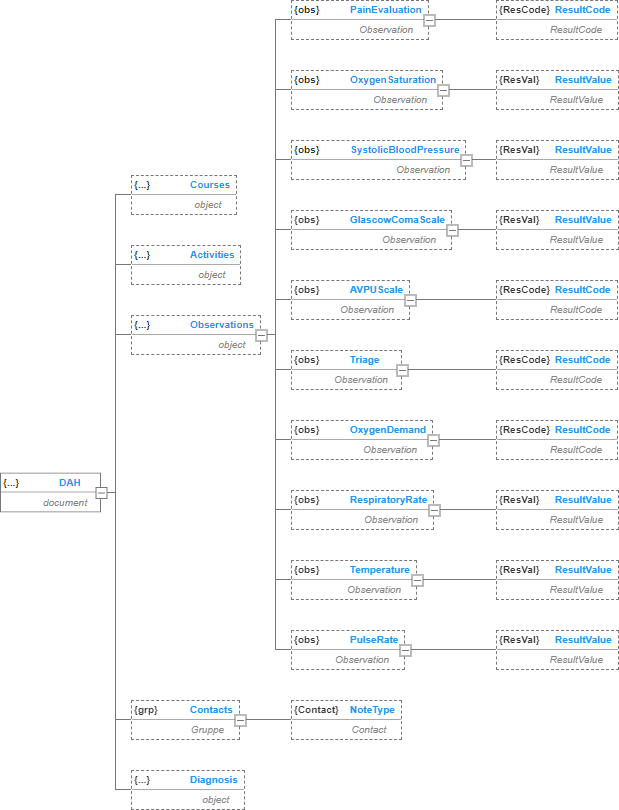 {obs} PainEvaluation
Observation
{ResCode} ResultCode
ResultCode
{obs} OxygenSaturation
Observation
{ResVal} ResultValue
ResultValue
{obs} SystolicBloodPressure
Observation
{ResVal} ResultValue
ResultValue
{...} Courses
object
{obs} GlascowComaScale
Observation
{ResVal} ResultValue
ResultValue
{...} Activities
object
{obs} AVPUScale
Observation
{ResCode} ResultCode
ResultCode
{...} Observations
object
{obs} Triage
Observation
{ResCode} ResultCode
ResultCode
{obs} OxygenDemand
Observation
{ResCode} ResultCode
ResultCode
{...} DAH
document
{obs} RespiratoryRate
Observation
{ResVal} ResultValue
ResultValue
{obs} Temperature
Observation
{ResVal} ResultValue
ResultValue
{obs} PulseRate
Observation
{ResVal} ResultValue
ResultValue
{grp} Contacts
Gruppe
{Contact} NoteType
Contact
{...} Diagnosis
object